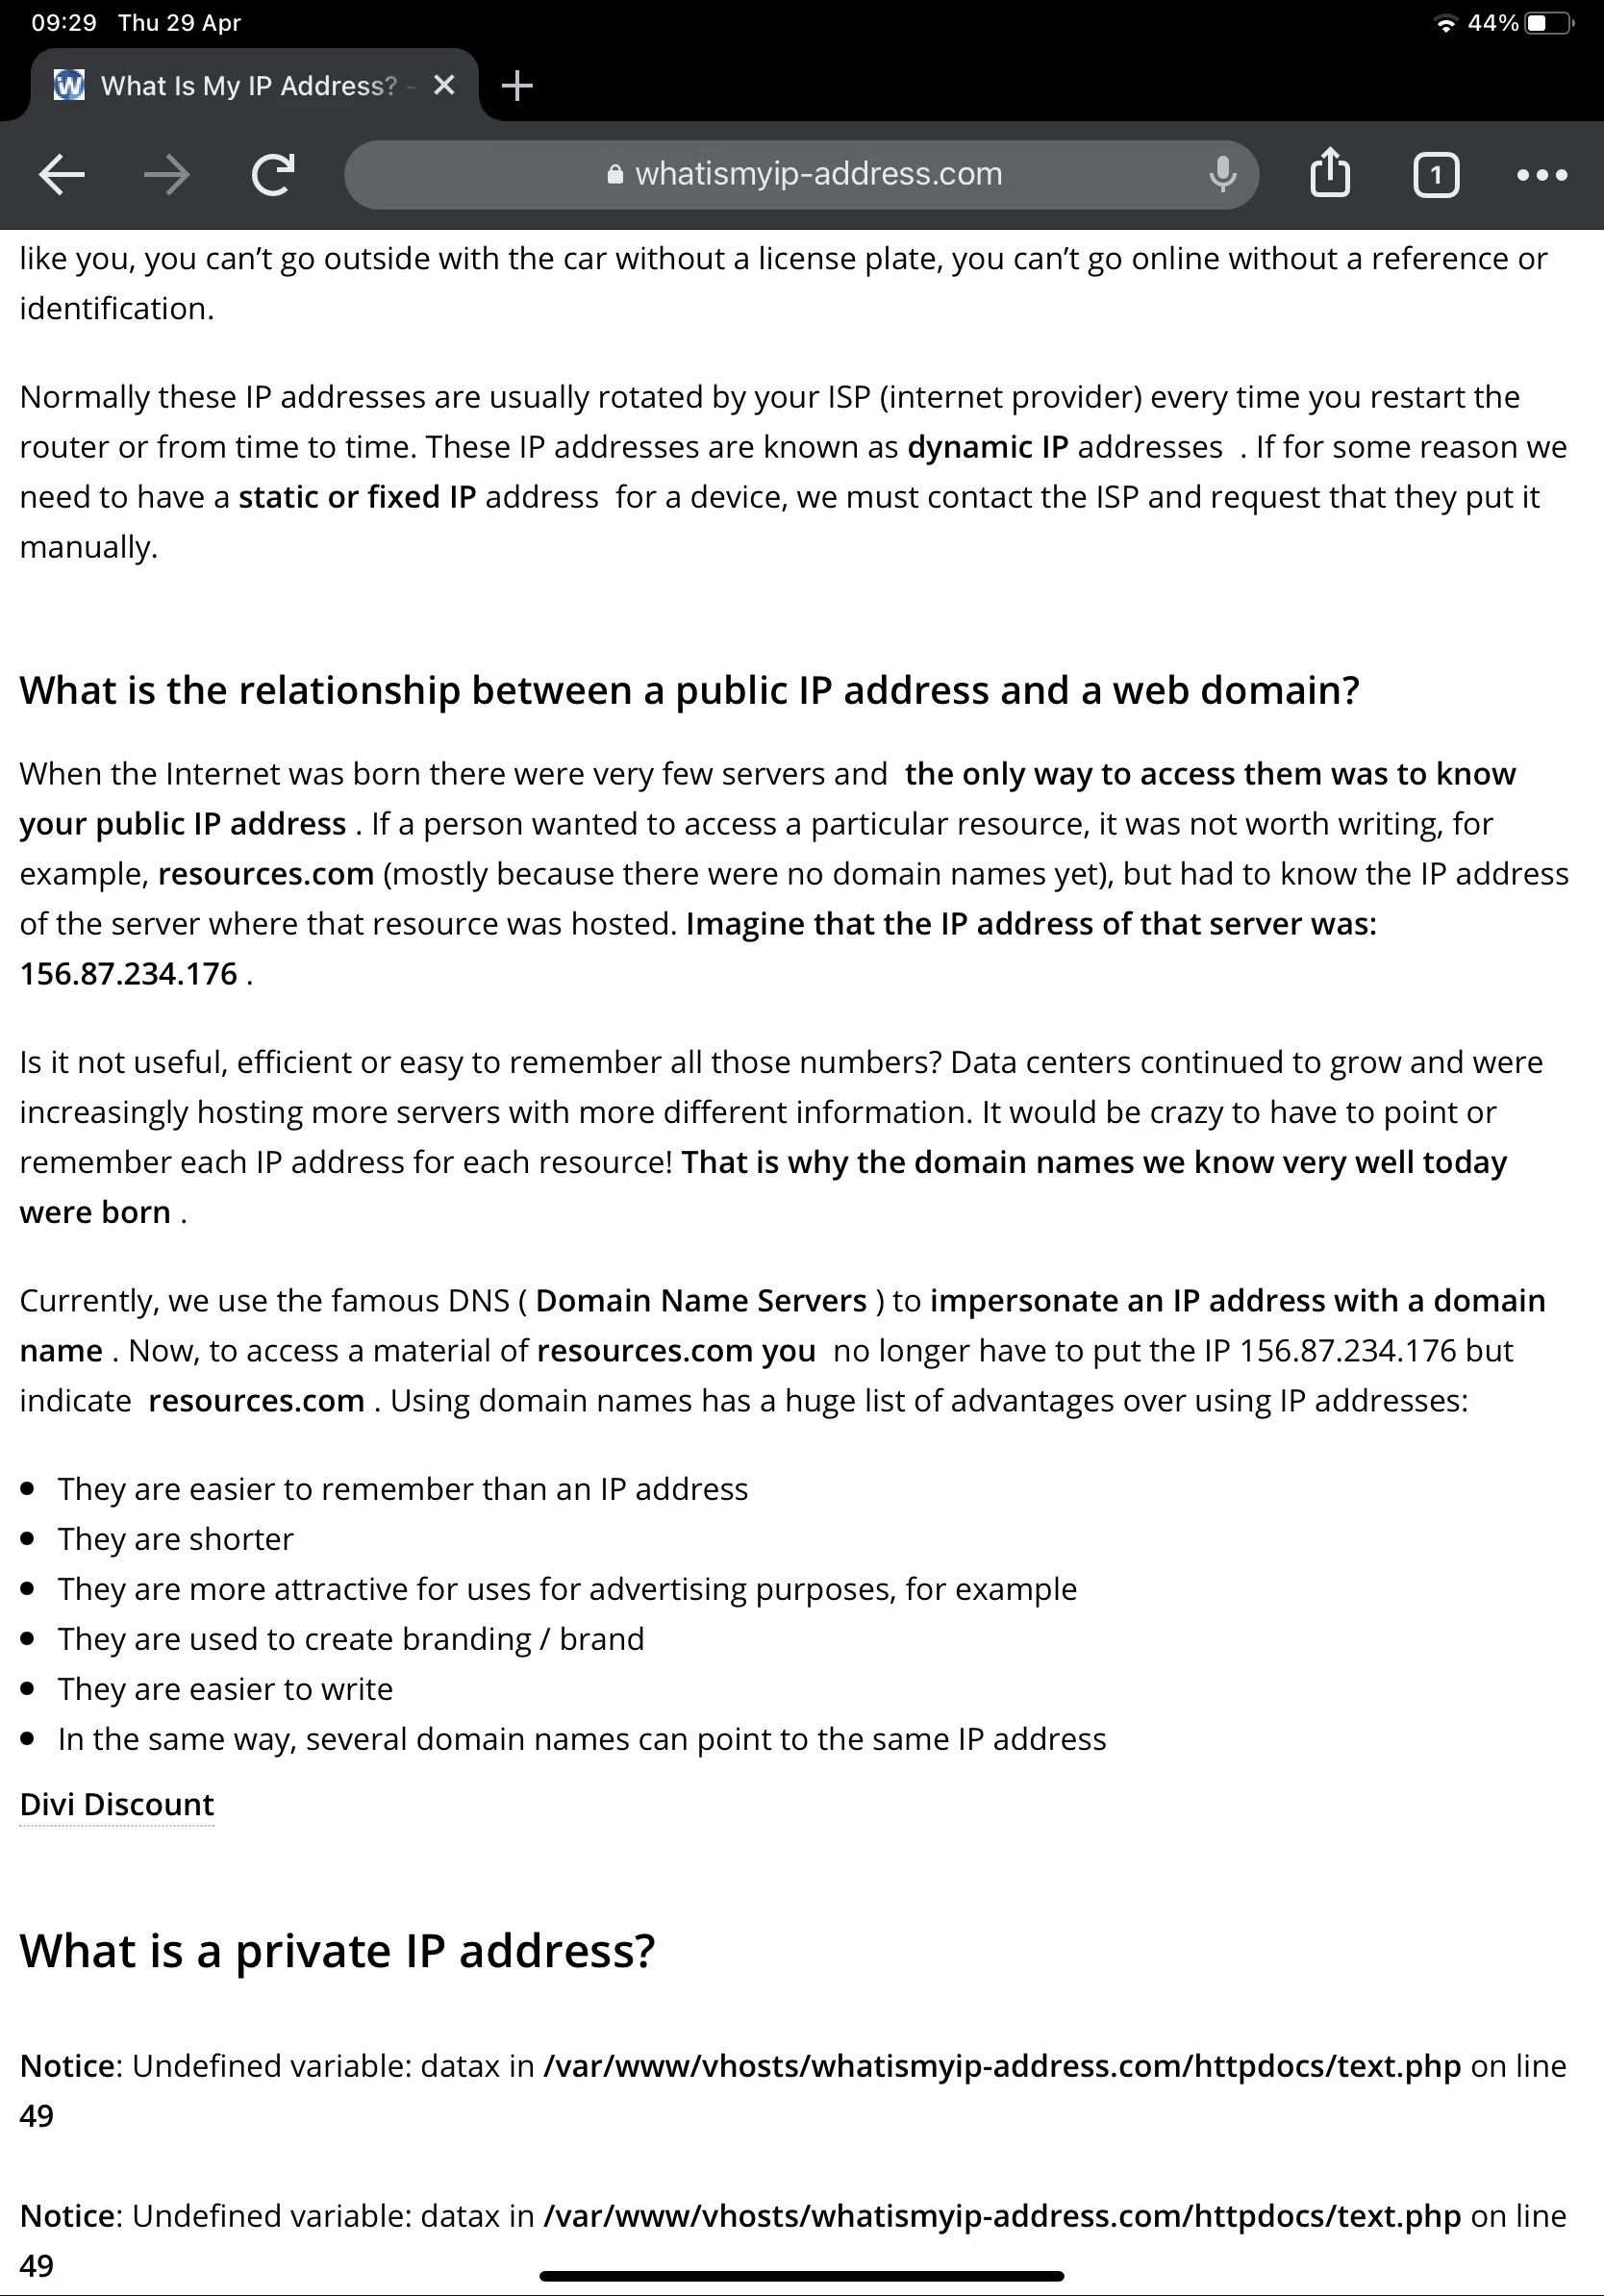 09:29 Thu 29 Apr 44%
What Is My IP Address? -
whatismyip-address.com 1
like you, you can’t go outside with the car without a license plate, you can’t go online without a reference or
identification.
Normally these IP addresses are usually rotated by your ISP (internet provider) every time you restart the
router or from time to time. These IP addresses are known as dynamic IP addresses . If for some reason we
need to have a static or fixed IP address for a device, we must contact the ISP and request that they put it
manually.
What is the relationship between a public IP address and a web domain?
When the Internet was born there were very few servers and the only way to access them was to know
your public IP address . If a person wanted to access a particular resource, it was not worth writing, for
example, resources.com (mostly because there were no domain names yet), but had to know the IP address
of the server where that resource was hosted. Imagine that the IP address of that server was:
156.87.234.176 .
Is it not useful, efficient or easy to remember all those numbers? Data centers continued to grow and were
increasingly hosting more servers with more different information. It would be crazy to have to point or
remember each IP address for each resource! That is why the domain names we know very well today
were born .
Currently, we use the famous DNS ( Domain Name Servers ) to impersonate an IP address with a domain
name . Now, to access a material of resources.com you no longer have to put the IP 156.87.234.176 but
indicate resources.com . Using domain names has a huge list of advantages over using IP addresses:
• They are easier to remember than an IP address
• They are shorter
• They are more attractive for uses for advertising purposes, for example
• They are used to create branding / brand
• They are easier to write
• In the same way, several domain names can point to the same IP address
Divi Discount
What is a private IP address?
Notice: Undefined variable: datax in /var/www/vhosts/whatismyip-address.com/httpdocs/text.php on line
49
Notice: Undefined variable: datax in /var/www/vhosts/whatismyip-address.com/httpdocs/text.php on line
49